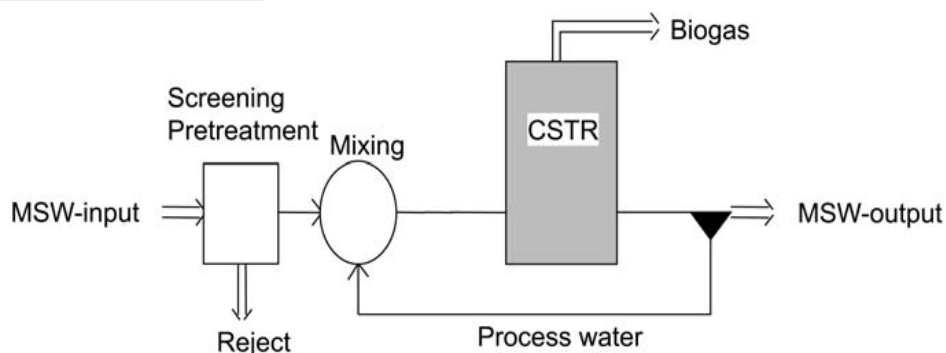 Biogas
Screening
Pretreatment
Mixing
CSTR
MSW-input
MSW-output
Reject
Process water